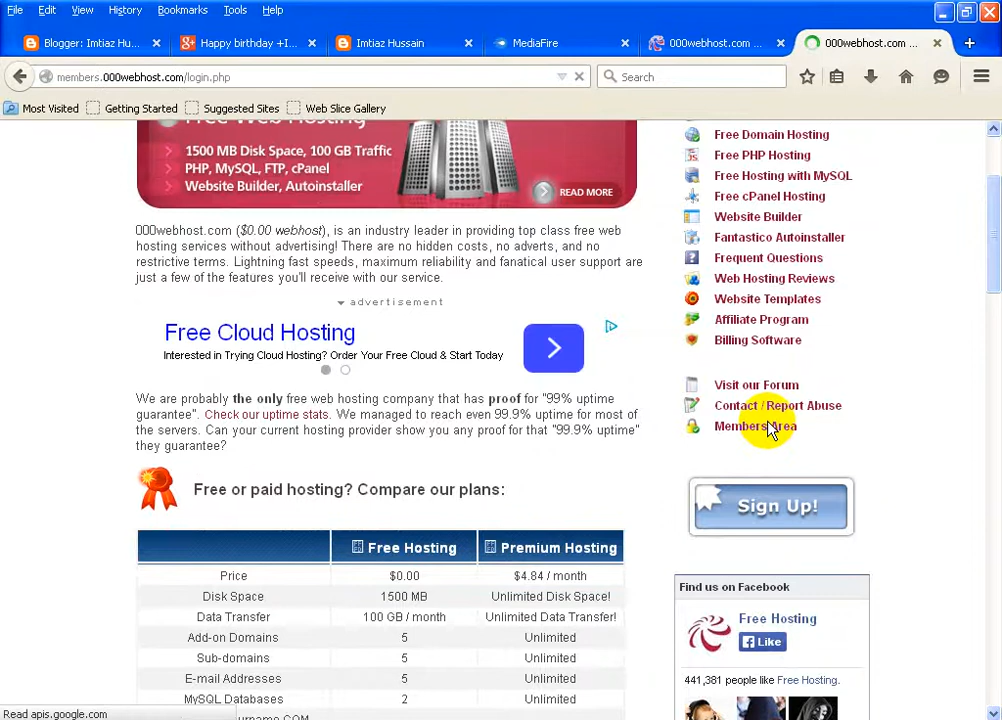 File Edit View History Bookmarks Tools Help
Blogger: Imtiaz Hu...
Happy birthday +I...
Imtiaz Hussain
MediaFire
000webhost.com ...
000webhost.com ...
members.000webhost.com/login.php
Search
Most Visited Getting Started Suggested Sites Web Slice Gallery
Free Web Hosting
1500 MB Disk Space, 100 GB Traffic
PHP, MySQL, FTP, cPanel
Website Builder, Autoinstaller
READ MORE
000webhost.com ($0.00 webhost), is an industry leader in providing top class free web
hosting services without advertising! There are no hidden costs, no adverts, and no
restrictive terms. Lightning fast speeds, maximum reliability and fanatical user support are
just a few of the features you'll receive with our service.
advertisement
Free Cloud Hosting
Interested in Trying Cloud Hosting? Order Your Free Cloud & Start Today
We are probably the only free web hosting company that has proof for "99% uptime
guarantee". Check our uptime stats. We managed to reach even 99.9% uptime for most of
the servers. Can your current hosting provider show you any proof for that "99.9% uptime"
they guarantee?
Free or paid hosting? Compare our plans:
Free Hosting Premium Hosting
Price $0.00 $4.84 / month
Disk Space 1500 MB Unlimited Disk Space!
Data Transfer 100 GB / month Unlimited Data Transfer!
Add-on Domains 5 Unlimited
Sub-domains 5 Unlimited
E-mail Addresses 5 Unlimited
MySQL Databases 2 Unlimited
Free Domain Hosting
Free PHP Hosting
Free Hosting with MySQL
Free cPanel Hosting
Website Builder
Fantastico Autoinstaller
Frequent Questions
Web Hosting Reviews
Website Templates
Affiliate Program
Billing Software
Visit our Forum
Contact / Report Abuse
Members Area
Sign Up!
Find us on Facebook
Free Hosting
Like
441,381 people like Free Hosting.
Read apis.google.com